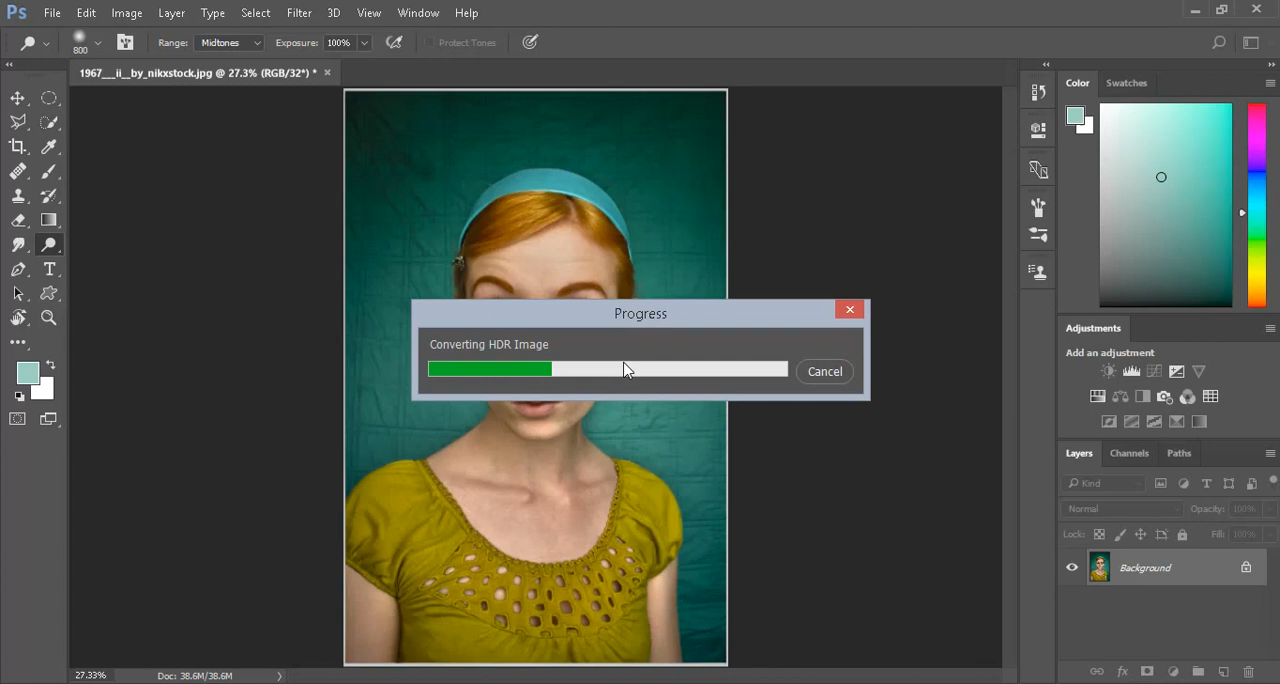 Ps File Edit Image Layer Type Select Filter 3D View Window Help
800 Range: Midtones Exposure: 100% Protect Tones
1967__ii__by_nikxstock.jpg @ 27.3% (RGB/32*) * ×
Color Swatches
Progress
Converting HDR Image
Cancel
Adjustments
Add an adjustment
Layers Channels Paths
Kind
Normal Opacity: 100%
Lock: Fill: 100%
Background
fx
27.33% Doc: 38.6M/38.6M